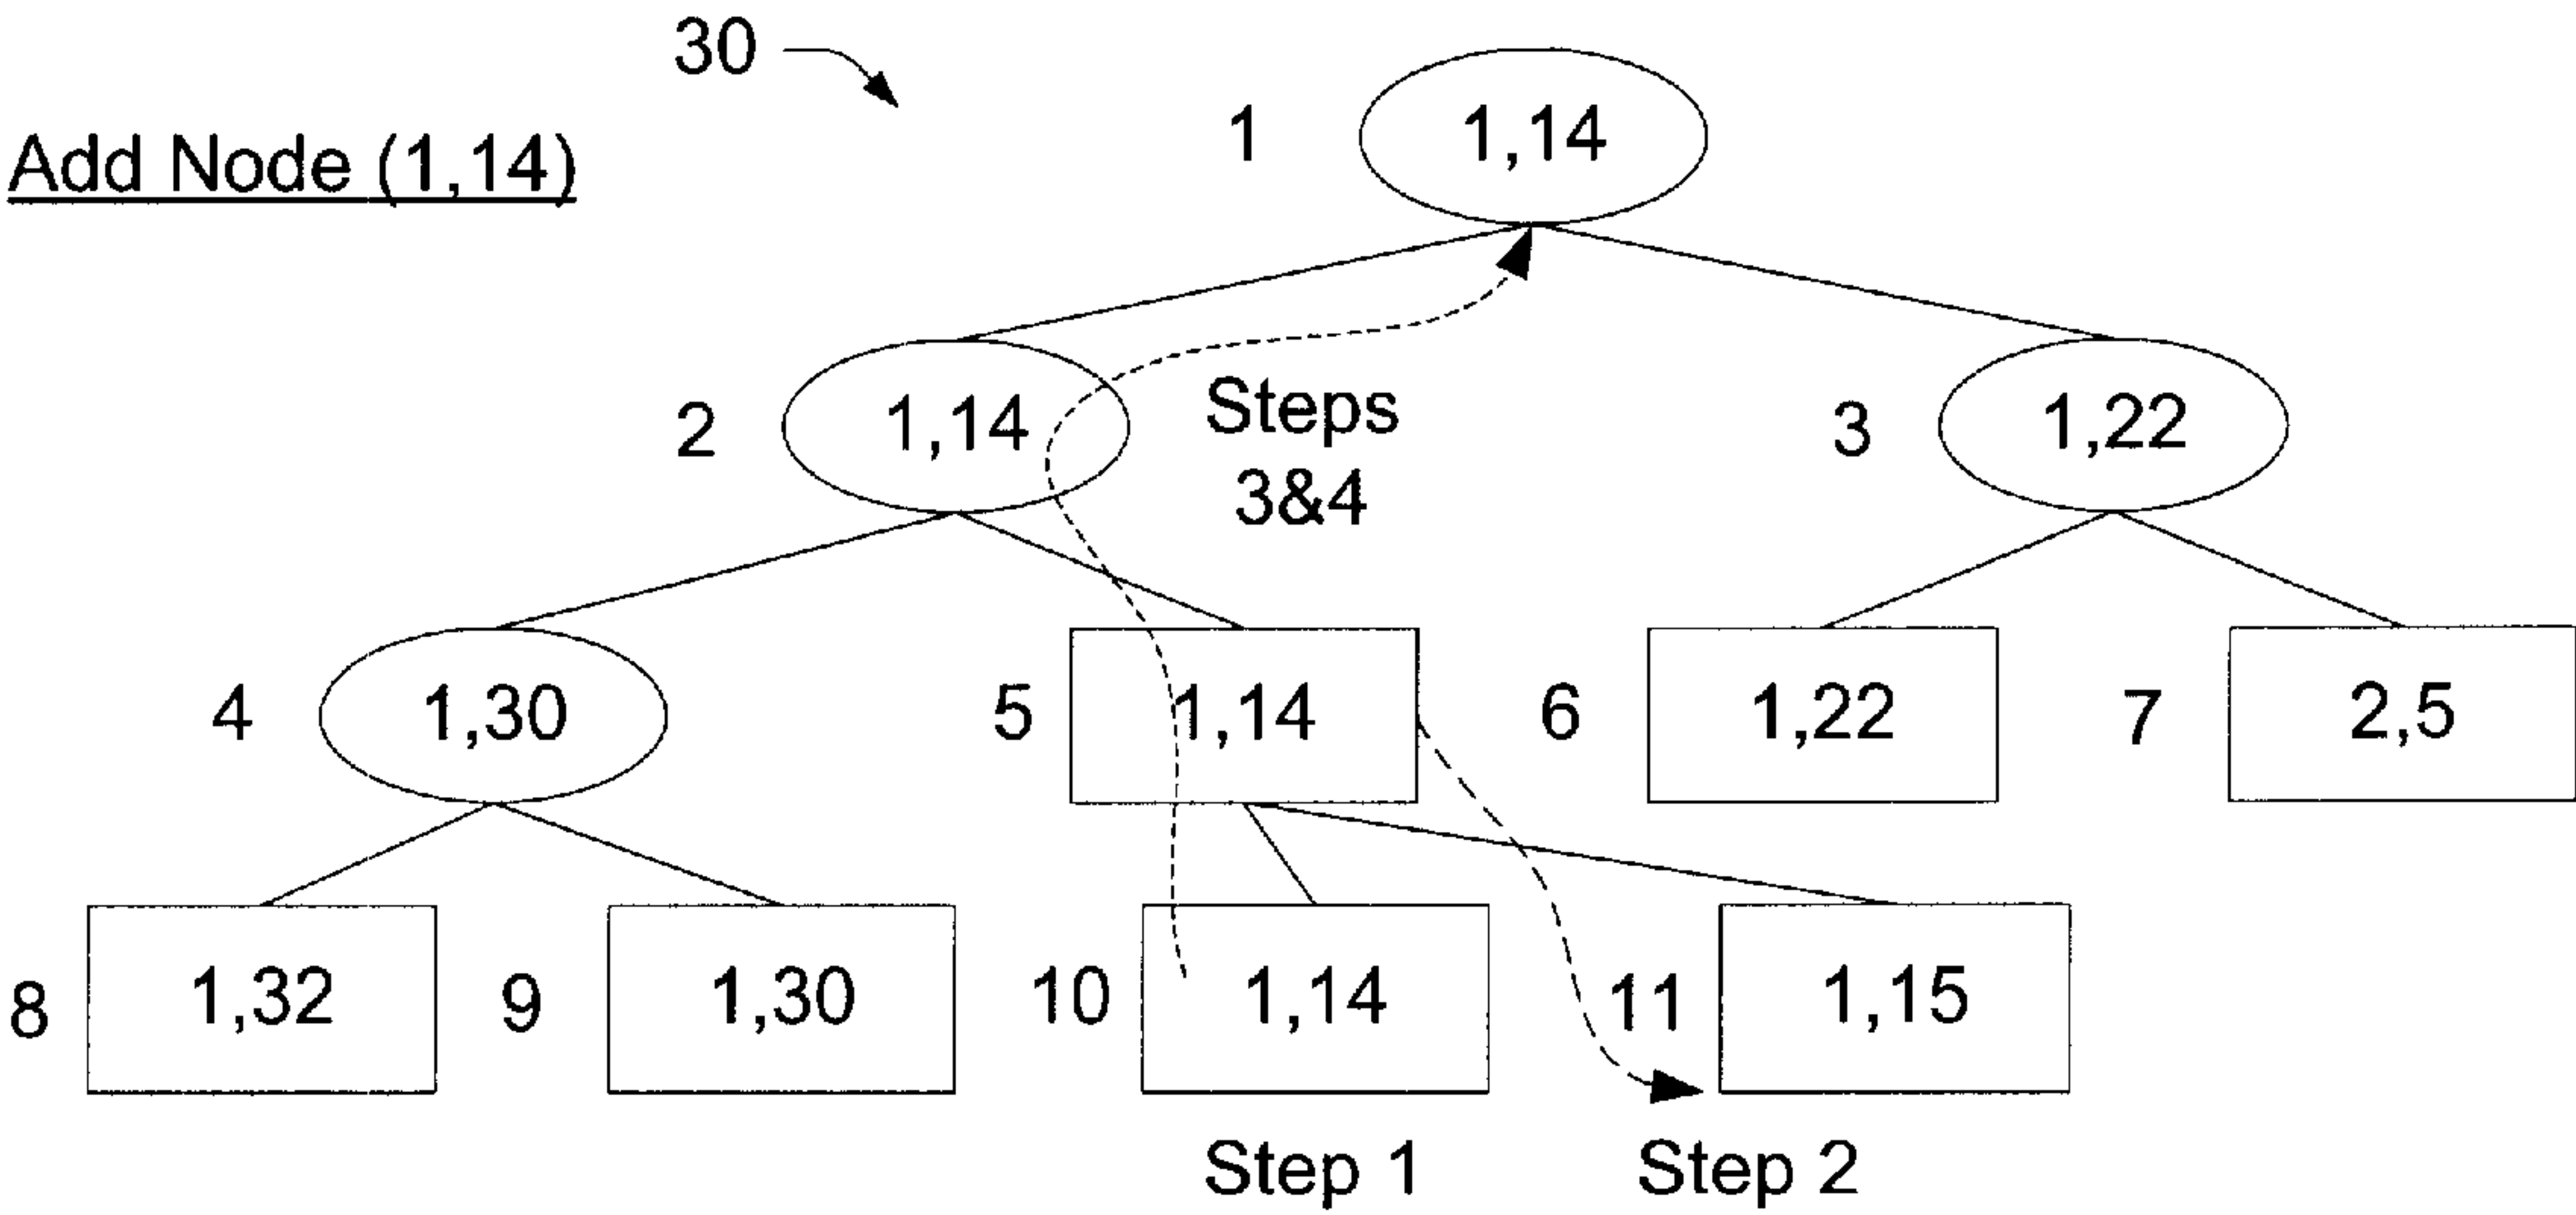 30
Add Node (1,14)
1 1,14
2 1,14 Steps 3 1,22
3&4
4 1,30 5 1,14 6 1,22 7 2,5
8 1,32 9 1,30 10 1,14 11 1,15
Step 1 Step 2